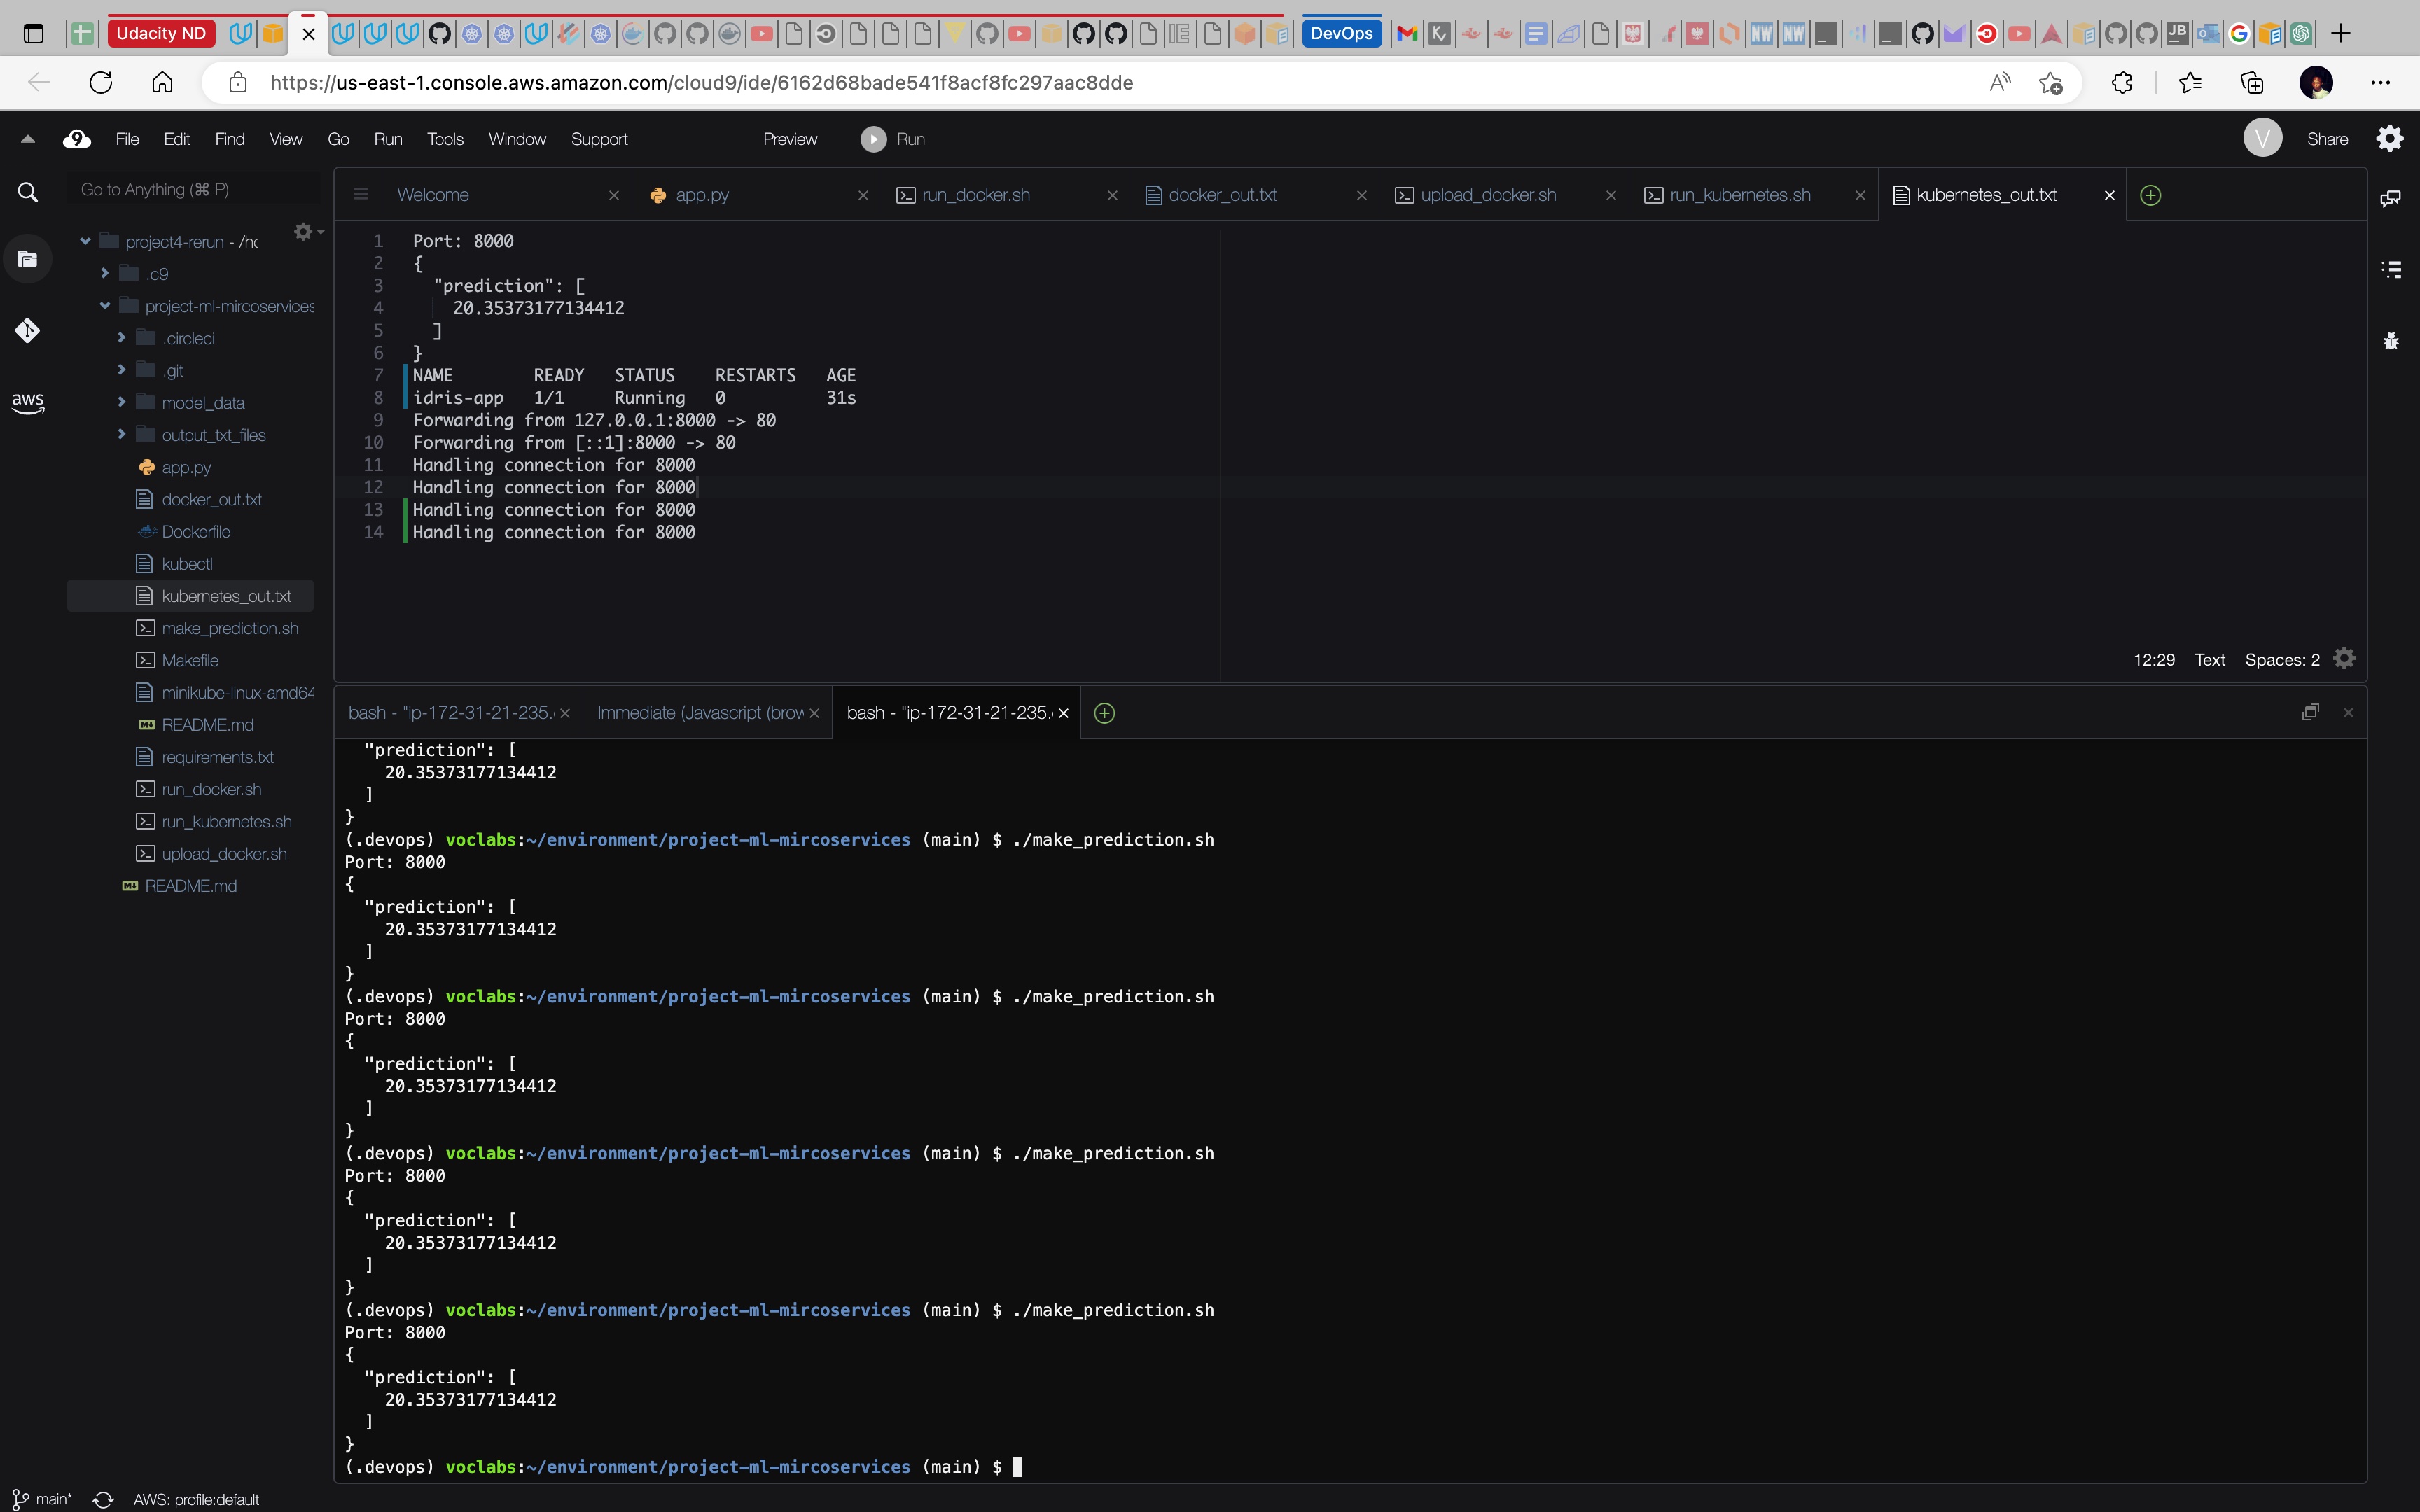 Udacity ND
DevOps
NW
NW
JB
https://us-east-1.console.aws.amazon.com/cloud9/ide/6162d68bade541f8acf8fc297aac8dde
9 File Edit Find View Go Run Tools Window Support Preview Run V Share
Go to Anything (⌘ P)
Welcome app.py run_docker.sh docker_out.txt upload_docker.sh run_kubernetes.sh kubernetes_out.txt
project4-rerun - /hc
.c9
project-ml-mircoservices
.circleci
.git
model_data
output_txt_files
app.py
docker_out.txt
Dockerfile
kubectl
kubernetes_out.txt
make_prediction.sh
Makefile
minikube-linux-amd64
README.md
requirements.txt
run_docker.sh
run_kubernetes.sh
upload_docker.sh
README.md
aws
1 Port: 8000
2 {
3 "prediction": [
4 20.35373177134412
5 ]
6 }
7 NAME READY STATUS RESTARTS AGE
8 idris-app 1/1 Running 0 31s
9 Forwarding from 127.0.0.1:8000 -> 80
10 Forwarding from [::1]:8000 -> 80
11 Handling connection for 8000
12 Handling connection for 8000
13 Handling connection for 8000
14 Handling connection for 8000
12:29 Text Spaces: 2
bash - "ip-172-31-21-235. Immediate (Javascript (brow bash - "ip-172-31-21-235.
"prediction": [
20.35373177134412
]
}
(.devops) voclabs:~/environment/project-ml-mircoservices (main) $ ./make_prediction.sh
Port: 8000
{
"prediction": [
20.35373177134412
]
}
(.devops) voclabs:~/environment/project-ml-mircoservices (main) $ ./make_prediction.sh
Port: 8000
{
"prediction": [
20.35373177134412
]
}
(.devops) voclabs:~/environment/project-ml-mircoservices (main) $ ./make_prediction.sh
Port: 8000
{
"prediction": [
20.35373177134412
]
}
(.devops) voclabs:~/environment/project-ml-mircoservices (main) $ ./make_prediction.sh
Port: 8000
{
"prediction": [
20.35373177134412
]
}
(.devops) voclabs:~/environment/project-ml-mircoservices (main) $
main* AWS: profile:default